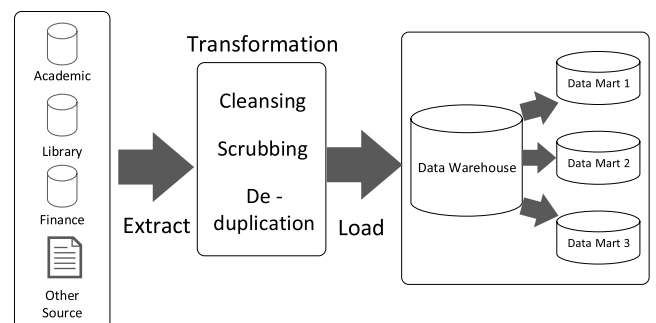 Academic
Library
Finance
Other
Source
Extract
Transformation
Cleansing
Scrubbing
De -
duplication
Load
Data Warehouse
Data Mart 1
Data Mart 2
Data Mart 3